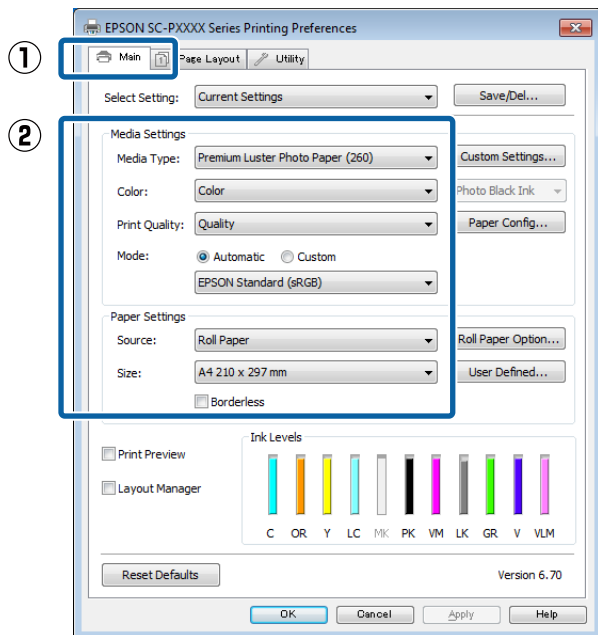 EPSON SC-PXXXX Series Printing Preferences
① Main Page Layout Utility
Select Setting: Current Settings Save/Del...
② Media Settings
Media Type: Premium Luster Photo Paper (260) Custom Settings...
Color: Color Photo Black Ink
Print Quality: Quality Paper Config...
Mode: Automatic Custom
EPSON Standard (sRGB)
Paper Settings
Source: Roll Paper Roll Paper Option...
Size: A4 210 x 297 mm User Defined...
Borderless
Print Preview Ink Levels
Layout Manager
C OR Y LC MK PK VM LK GR V VLM
Reset Defaults Version 6.70
OK Cancel Apply Help